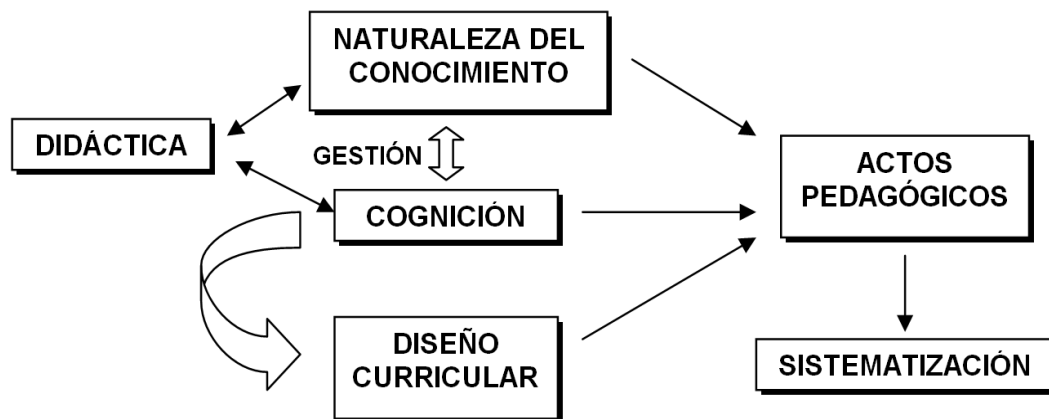 NATURALEZA DEL
CONOCIMIENTO
DIDÁCTICA
GESTIÓN
COGNICIÓN
ACTOS
PEDAGÓGICOS
DISEÑO
CURRICULAR
SISTEMATIZACIÓN